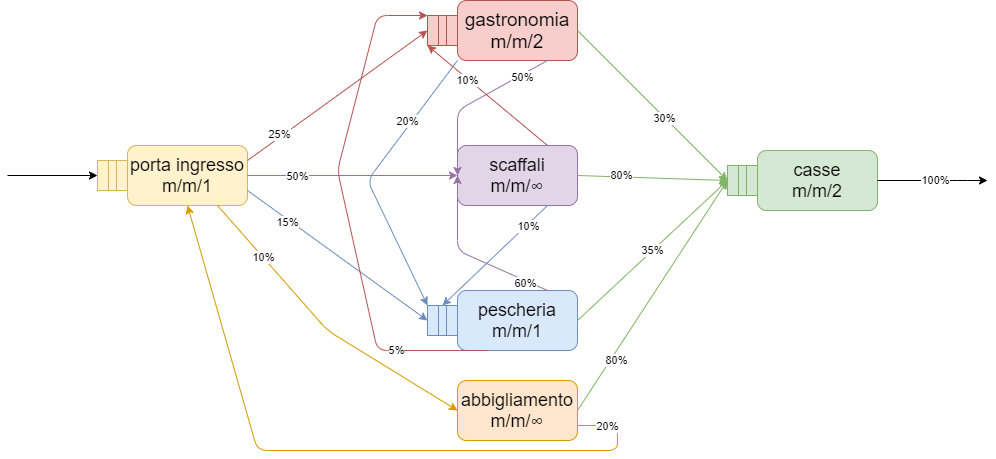 gastronomia
m/m/2
10%
50%
20%
30%
25%
porta ingresso
m/m/1
50%
scaffali
m/m/∞
80%
casse
m/m/2
100%
15%
10%
10%
35%
60%
pescheria
m/m/1
5%
80%
abbigliamento
m/m/∞
20%